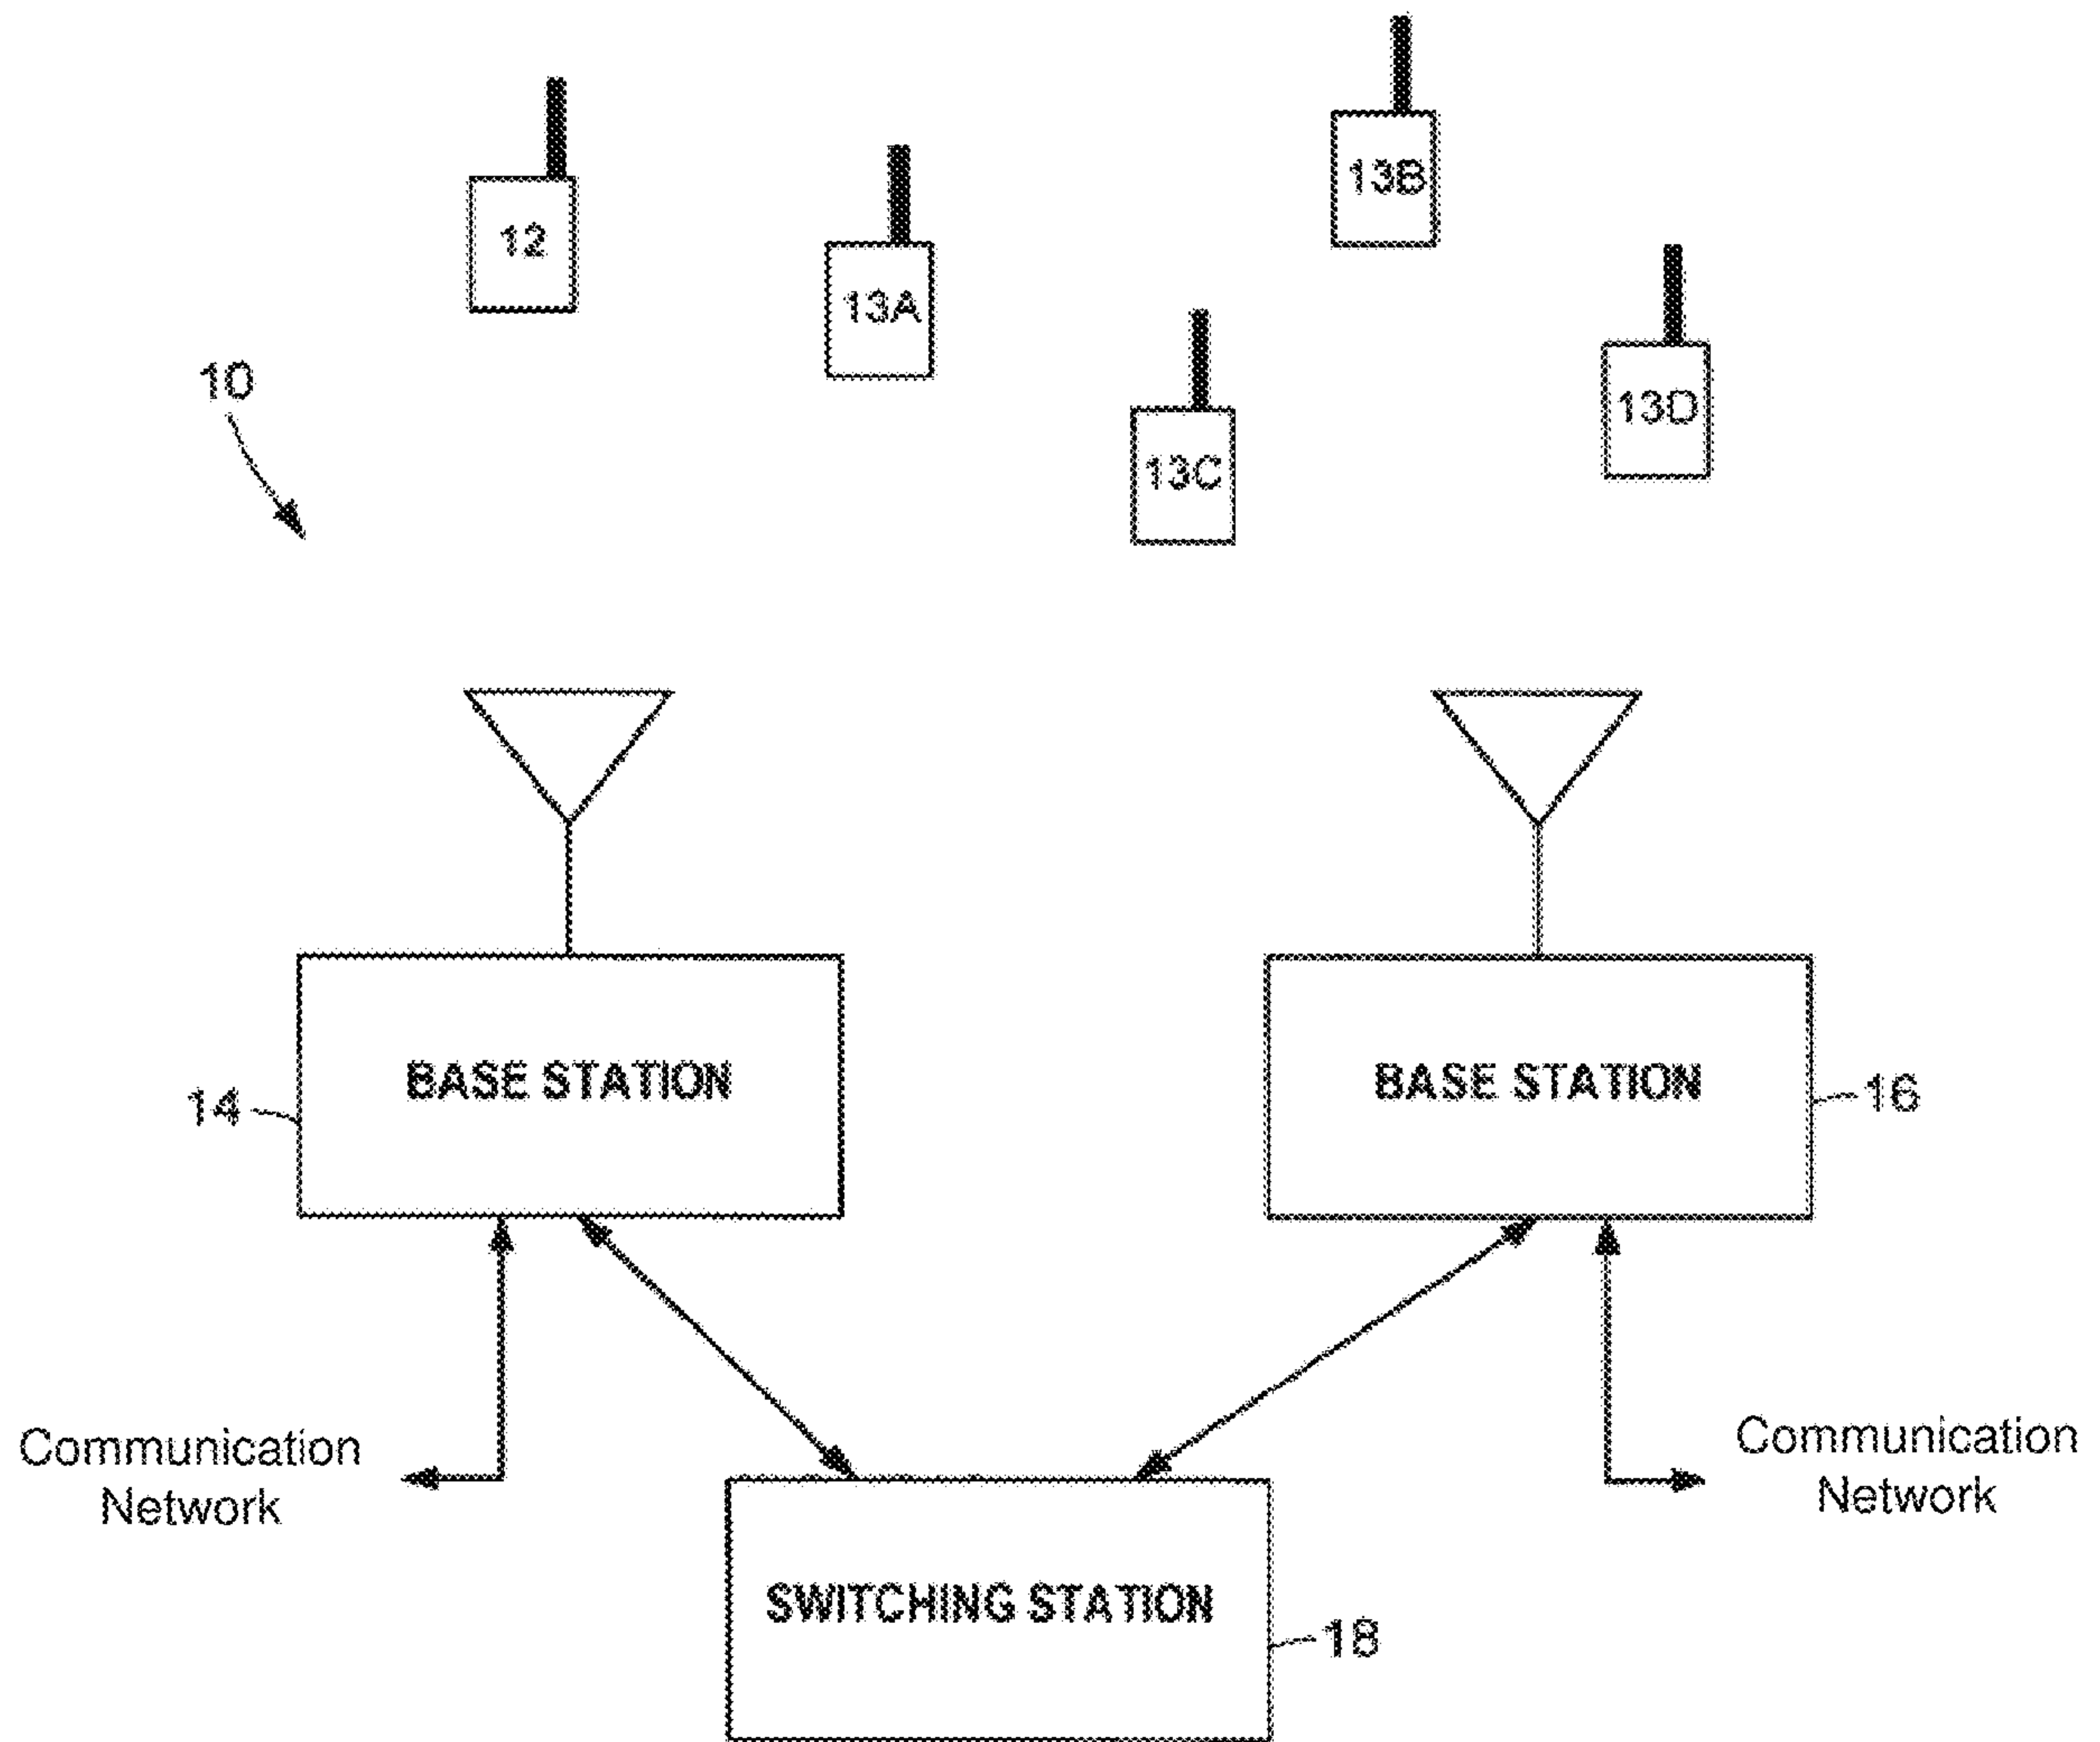 13B
12
13A
13D
10
13C
BASE STATION
BASE STATION
14
16
Communication
Network
Communication
Network
SWITCHING STATION
18